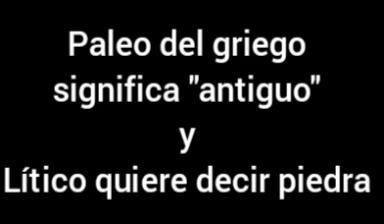 Paleo del griego
significa "antiguo"
y
Lítico quiere decir piedra